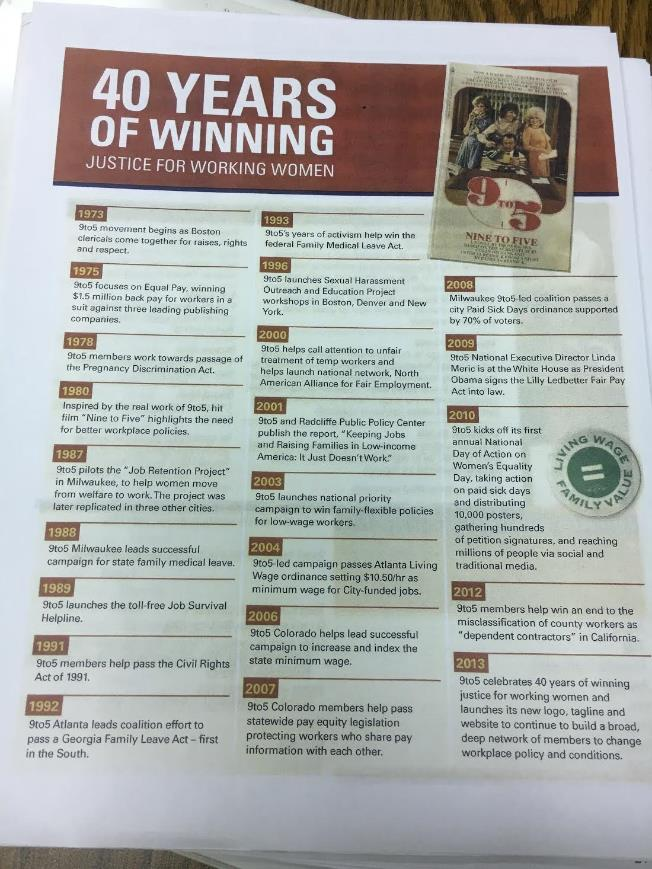 40 YEARS
OF WINNING
JUSTICE FOR WORKING WOMEN
9 TO 5
NINE TO FIVE
1973
9to5 movement begins as Boston
clericals come together for raises, rights
and respect.
1975
9to5 focuses on Equal Pay, winning
$1.5 million back pay for workers in a
suit against three leading publishing
companies.
1978
9to5 members work towards passage of
the Pregnancy Discrimination Act.
1980
Inspired by the real work of 9to5, hit
film "Nine to Five" highlights the need
for better workplace policies.
1987
9to5 pilots the "Job Retention Project"
in Milwaukee, to help women move
from welfare to work. The project was
later replicated in three other cities.
1988
9to5 Milwaukee leads successful
campaign for state family medical leave.
1989
9to5 launches the toll-free Job Survival
Helpline.
1991
9to5 members help pass the Civil Rights
Act of 1991.
1992
9to5 Atlanta leads coalition effort to
pass a Georgia Family Leave Act – first
in the South.
1993
9to5's years of activism help win the
federal Family Medical Leave Act.
1996
9to5 launches Sexual Harassment
Outreach and Education Project
workshops in Boston, Denver and New
York.
2000
9to5 helps call attention to unfair
treatment of temp workers and
helps launch national network, North
American Alliance for Fair Employment.
2001
9to5 and Radcliffe Public Policy Center
publish the report, "Keeping Jobs
and Raising Families in Low-income
America: It Just Doesn't Work."
2003
9to5 launches national priority
campaign to win family-flexible policies
for low-wage workers.
2004
9to5-led campaign passes Atlanta Living
Wage ordinance setting $10.50/hr as
minimum wage for City-funded jobs.
2006
9to5 Colorado helps lead successful
campaign to increase and index the
state minimum wage.
2007
9to5 Colorado members help pass
statewide pay equity legislation
protecting workers who share pay
information with each other.
2008
Milwaukee 9to5-led coalition passes a
city Paid Sick Days ordinance supported
by 70% of voters.
2009
9to5 National Executive Director Linda
Meric is at the White House as President
Obama signs the Lilly Ledbetter Fair Pay
Act into law.
2010
9to5 kicks off its first
annual National
Day of Action on
Women's Equality
Day, taking action
on paid sick days
and distributing
10,000 posters,
gathering hundreds
of petition signatures, and reaching
millions of people via social and
traditional media.
LIVING WAGE
=
FAMILY VALUE
2012
9to5 members help win an end to the
misclassification of county workers as
"dependent contractors" in California.
2013
9to5 celebrates 40 years of winning
justice for working women and
launches its new logo, tagline and
website to continue to build a broad,
deep network of members to change
workplace policy and conditions.